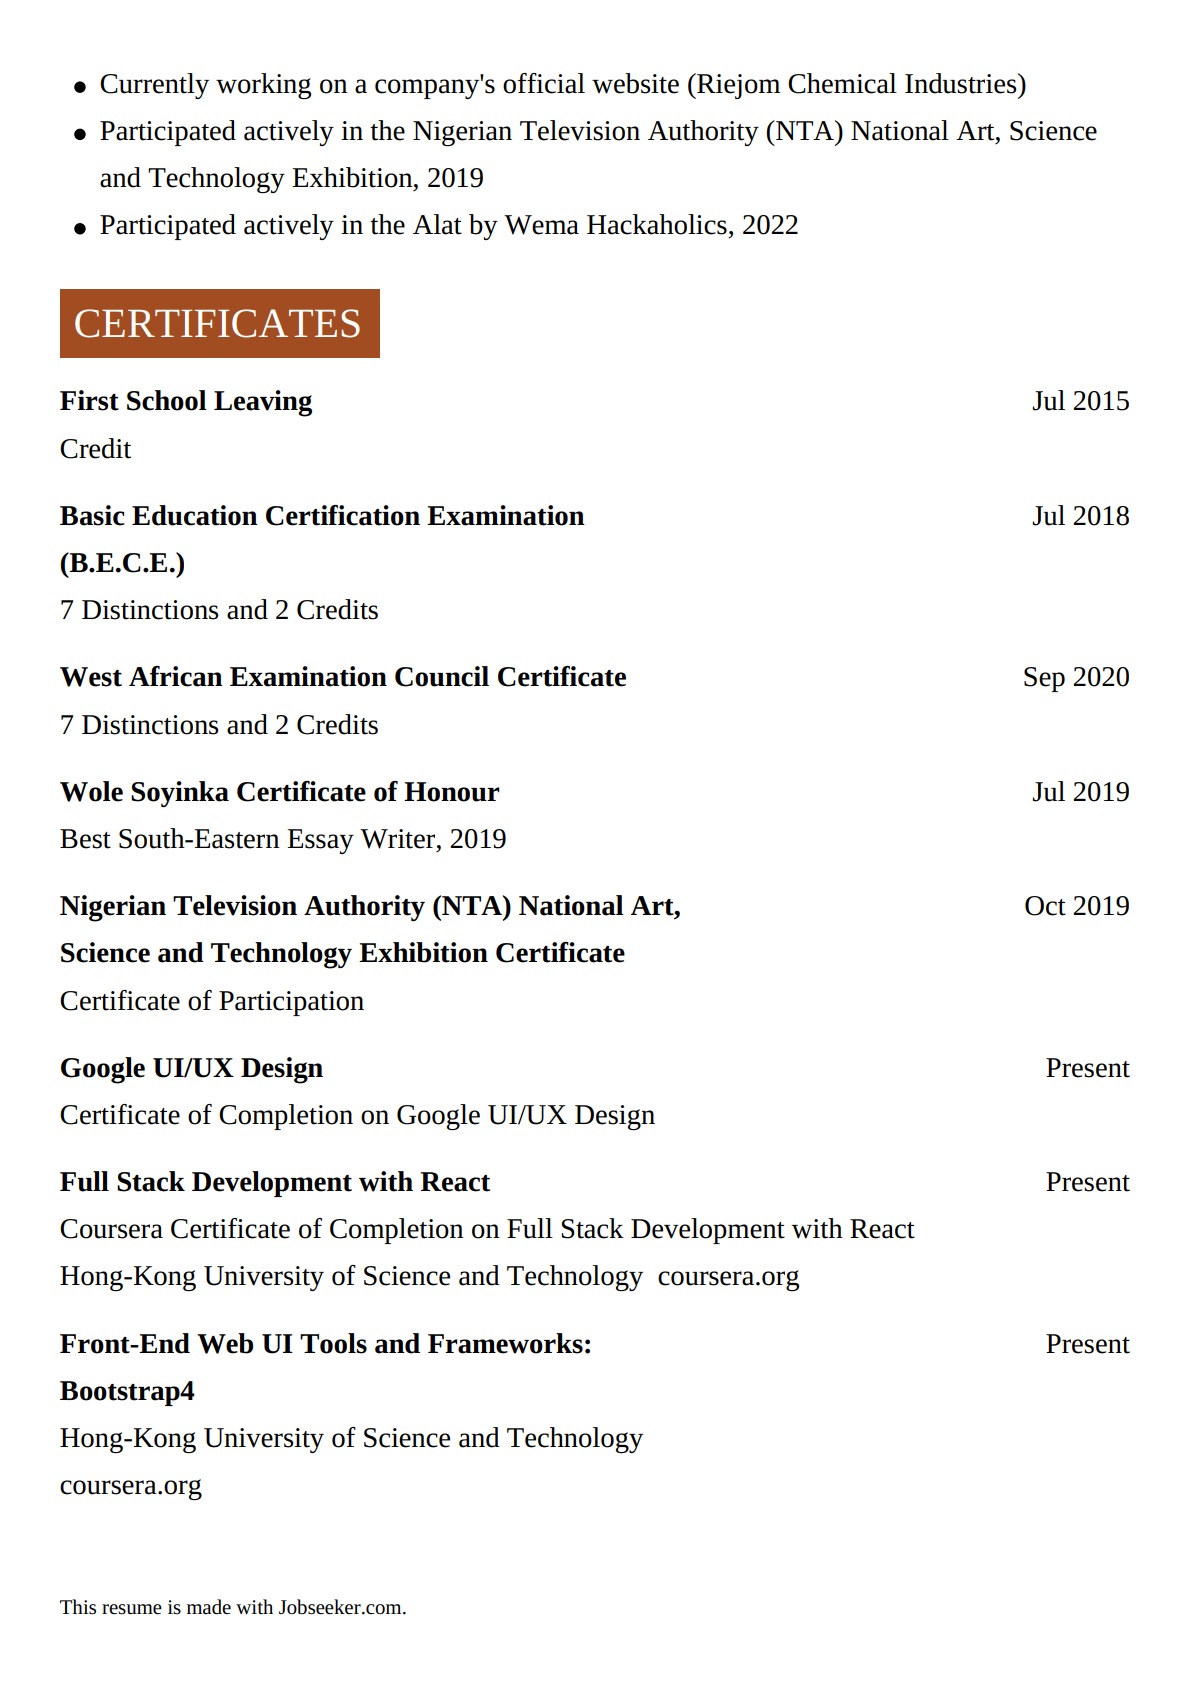 ● Currently working on a company's official website (Riejom Chemical Industries)
● Participated actively in the Nigerian Television Authority (NTA) National Art, Science
and Technology Exhibition, 2019
● Participated actively in the Alat by Wema Hackaholics, 2022
CERTIFICATES
First School Leaving Jul 2015
Credit
Basic Education Certification Examination Jul 2018
(B.E.C.E.)
7 Distinctions and 2 Credits
West African Examination Council Certificate Sep 2020
7 Distinctions and 2 Credits
Wole Soyinka Certificate of Honour Jul 2019
Best South-Eastern Essay Writer, 2019
Nigerian Television Authority (NTA) National Art, Oct 2019
Science and Technology Exhibition Certificate
Certificate of Participation
Google UI/UX Design Present
Certificate of Completion on Google UI/UX Design
Full Stack Development with React Present
Coursera Certificate of Completion on Full Stack Development with React
Hong-Kong University of Science and Technology  coursera.org
Front-End Web UI Tools and Frameworks: Present
Bootstrap4
Hong-Kong University of Science and Technology
coursera.org
This resume is made with Jobseeker.com.